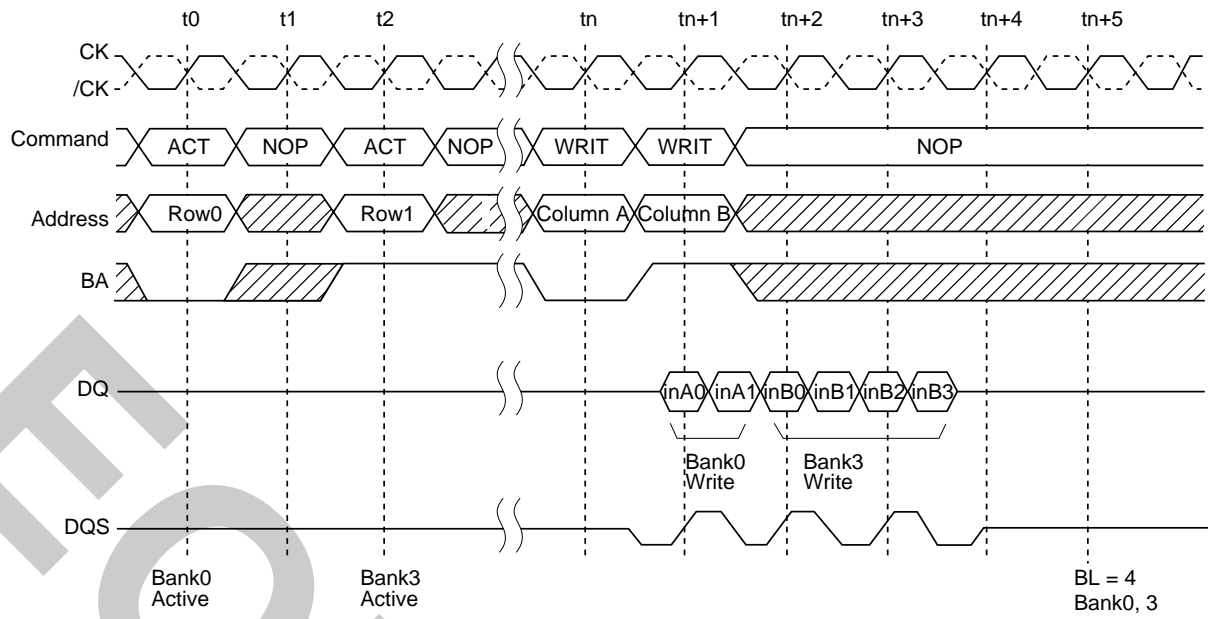 t0 t1 t2 tn tn+1 tn+2 tn+3 tn+4 tn+5
CK
/CK
Command ACT NOP ACT NOP WRIT WRIT NOP
Address Row0 Row1 Column A Column B
BA
DQ inA0 inA1 inB0 inB1 inB2 inB3
Bank0 Bank3
Write Write
DQS
Bank0 Bank3 BL = 4
Active Active Bank0, 3